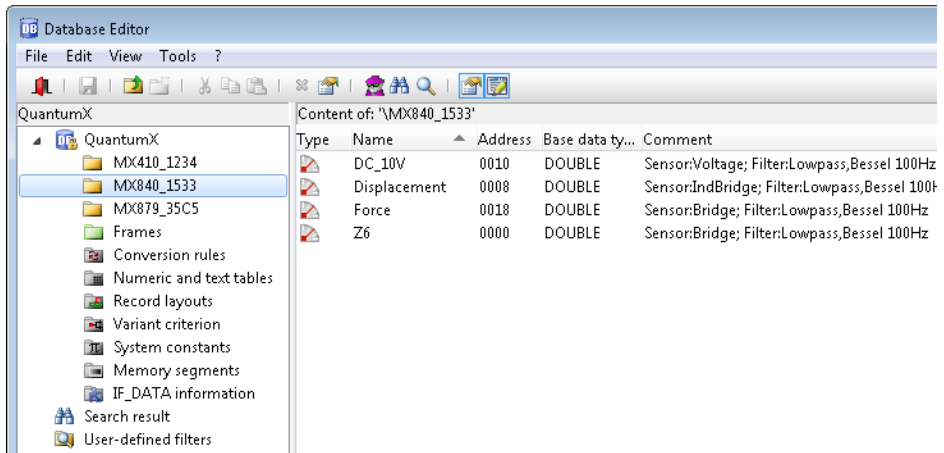 DB Database Editor
File Edit View Tools ?
QuantumX Content of: '\MX840_1533'
QuantumX
MX410_1234
MX840_1533
MX879_35C5
Frames
Conversion rules
Numeric and text tables
Record layouts
Variant criterion
System constants
Memory segments
IF_DATA information
Search result
User-defined filters
Type Name Address Base data ty... Comment
DC_10V 0010 DOUBLE Sensor:Voltage; Filter:Lowpass,Bessel 100Hz
Displacement 0008 DOUBLE Sensor:IndBridge; Filter:Lowpass,Bessel 100H
Force 0018 DOUBLE Sensor:Bridge; Filter:Lowpass,Bessel 100Hz
Z6 0000 DOUBLE Sensor:Bridge; Filter:Lowpass,Bessel 100Hz